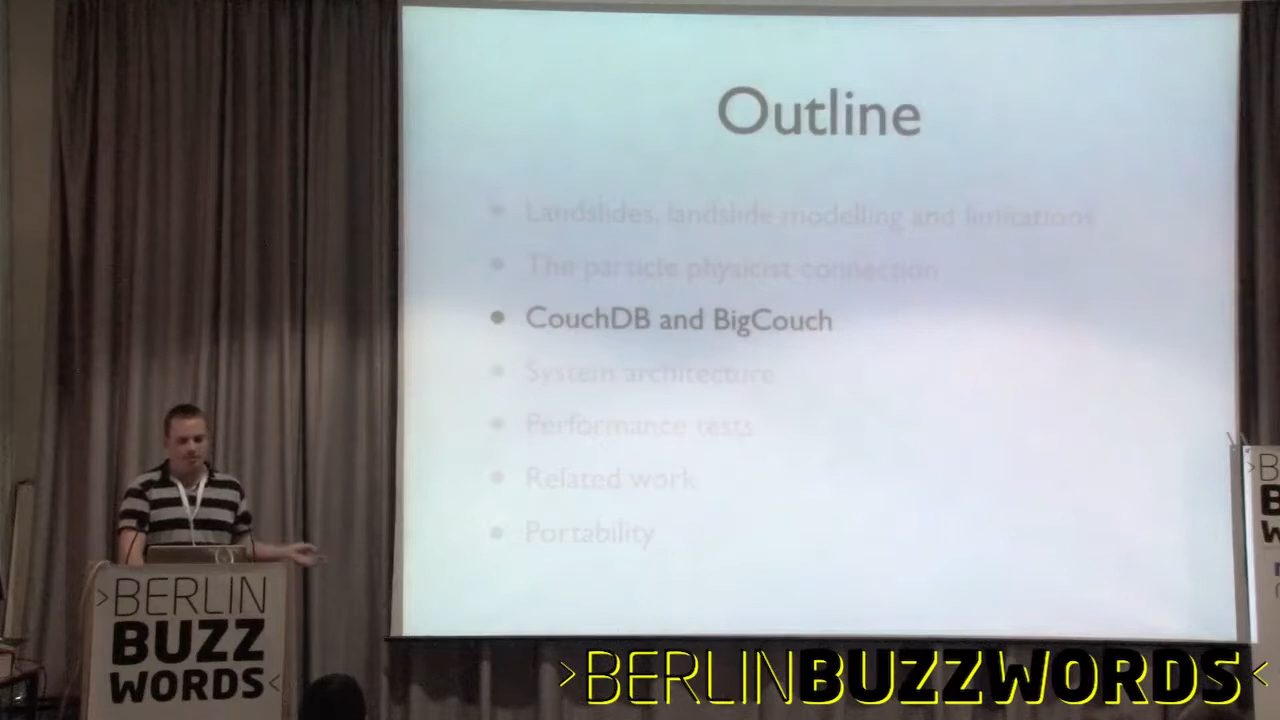 Outline
• Landslides, landslide modelling and limitations
• The particle physicist connection
• CouchDB and BigCouch
• System architecture
• Performance tests
• Related work
• Portability
>BERLIN
BUZZ
WORDS<
>BERLINBUZZWORDS<